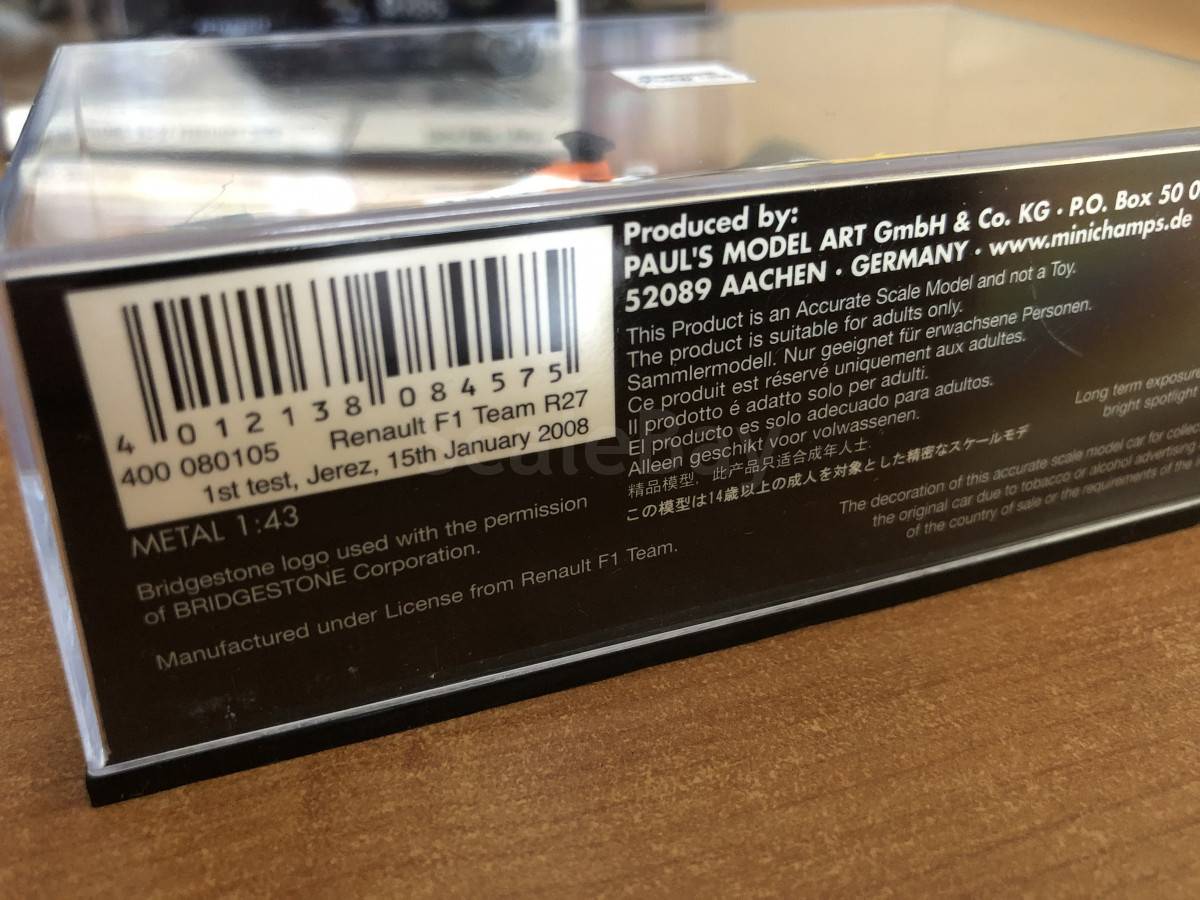 4 012138 084575
400 080105 Renault F1 Team R27
1st test, Jerez, 15th January 2008
METAL 1:43
Bridgestone logo used with the permission
of BRIDGESTONE Corporation.
Manufactured under License from Renault F1 Team.
Produced by:
PAUL'S MODEL ART GmbH & Co. KG · P.O. Box 50 0
52089 AACHEN · GERMANY · www.minichamps.de
This Product is an Accurate Scale Model and not a Toy.
The product is suitable for adults only.
Sammlermodell. Nur geeignet für erwachsene Personen.
Ce produit est réservé uniquement aux adultes.
Il prodotto é adatto solo per adulti.
El producto es solo adecuado para adultos.
Alleen geschikt voor volwassenen.
精品模型，此产品只适合成年人士.
この模型は14歳以上の成人を対象とした精密なスケールモデ
Long term exposure
bright spotlight
The decoration of this accurate scale model car for collec
the original car due to tobacco or alcohol advertising
of the country of sale or the requirements of the